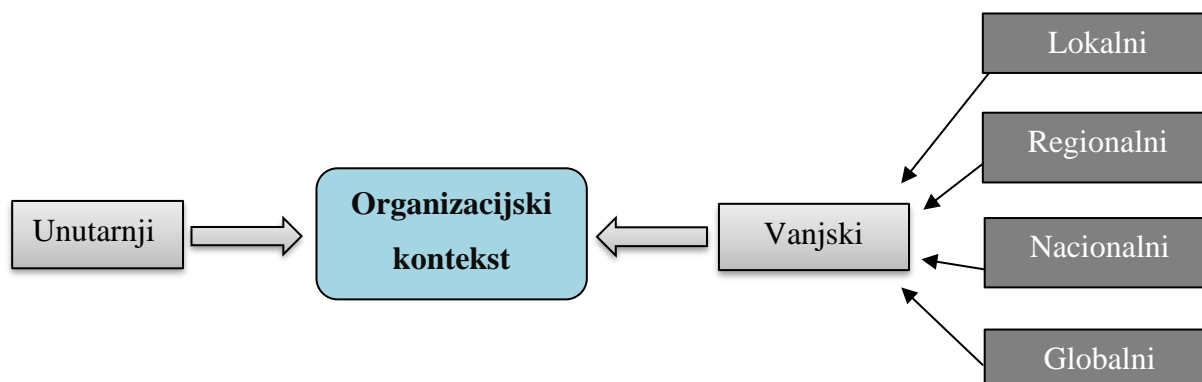 Unutarnji
Organizacijski
kontekst
Vanjski
Lokalni
Regionalni
Nacionalni
Globalni